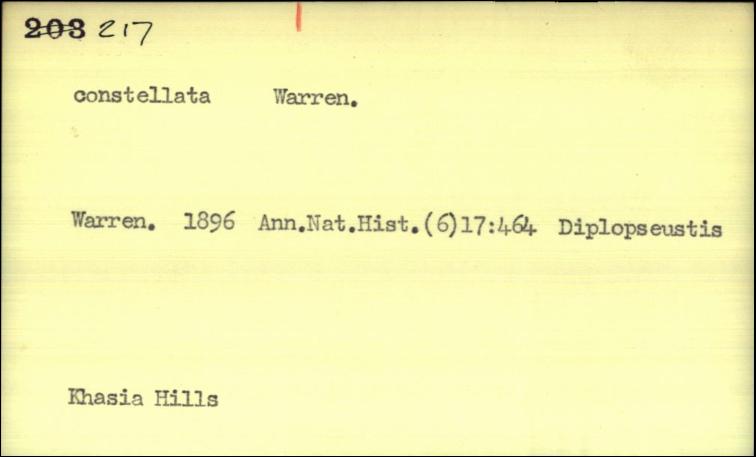 203 217
constellata Warren.
Warren. 1896 Ann.Nat.Hist.(6)17:464 Diplopseustis
Khasia Hills